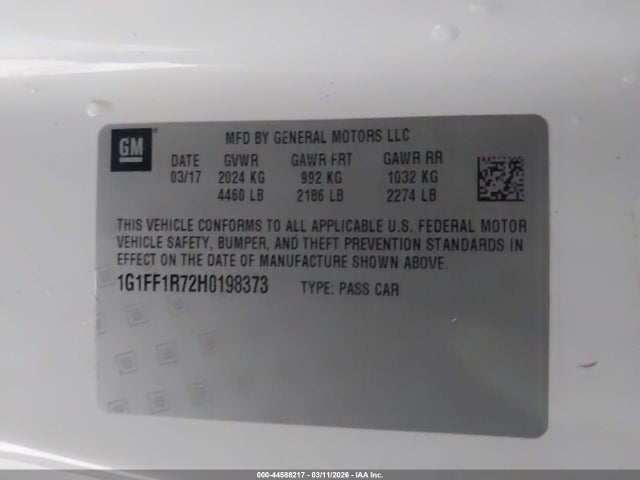 GM
MFD BY GENERAL MOTORS LLC
DATE GVWR GAWR FRT GAWR RR
03/17 2024 KG 992 KG 1032 KG
4460 LB 2186 LB 2274 LB
THIS VEHICLE CONFORMS TO ALL APPLICABLE U.S. FEDERAL MOTOR
VEHICLE SAFETY, BUMPER, AND THEFT PREVENTION STANDARDS IN
EFFECT ON THE DATE OF MANUFACTURE SHOWN ABOVE.
1G1FF1R72H0198373 TYPE: PASS CAR
000-44588217 - 03/11/2026 - IAA Inc.